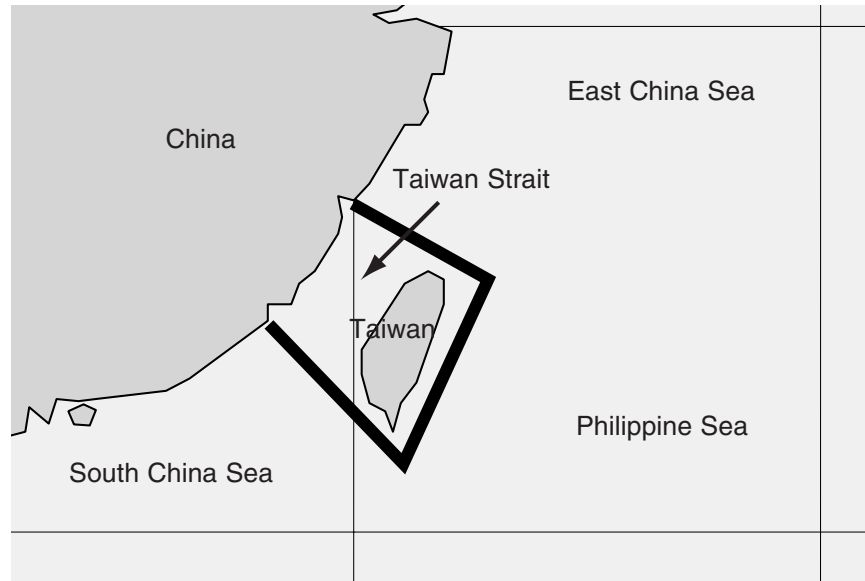 East China Sea
China
Taiwan Strait
Taiwan
Philippine Sea
South China Sea